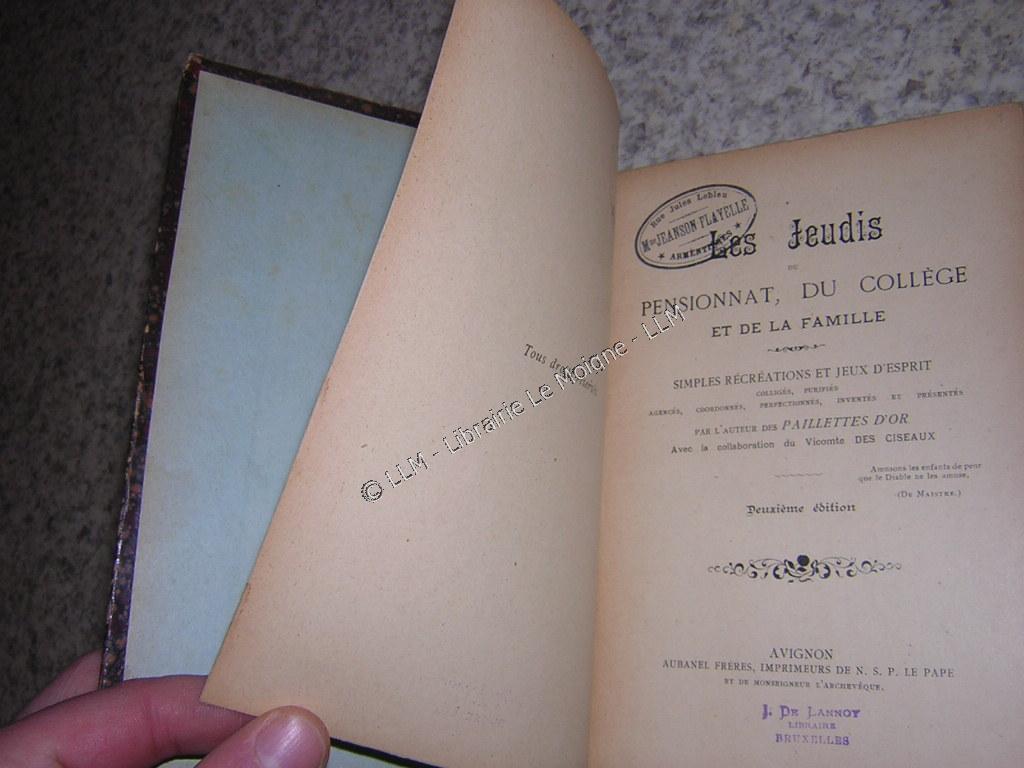 Tous droits réservés
Rue Jules Lebleu
Mme JEANSON FLAYELLE
★ ARMENTIÈRES ★
Les Jeudis
DU
PENSIONNAT, DU COLLÈGE
ET DE LA FAMILLE
SIMPLES RÉCRÉATIONS ET JEUX D'ESPRIT
COLLIGÉS, PURIFIÉS
AGENCÉS, COORDONNÉS, PERFECTIONNÉS, INVENTÉS ET PRÉSENTÉS
PAR L'AUTEUR DES PAILLETTES D'OR
Avec la collaboration du Vicomte DES CISEAUX
Amusons les enfants de peur
que le Diable ne les amuse,
(DE MAISTRE.)
Deuxième édition
AVIGNON
AUBANEL FRÈRES, IMPRIMEURS DE N. S. P. LE PAPE
ET DE MONSEIGNEUR L'ARCHEVÊQUE.
J. DE LANNOY
LIBRAIRE
BRUXELLES
© LLM - Librairie Le Moigne - LLM